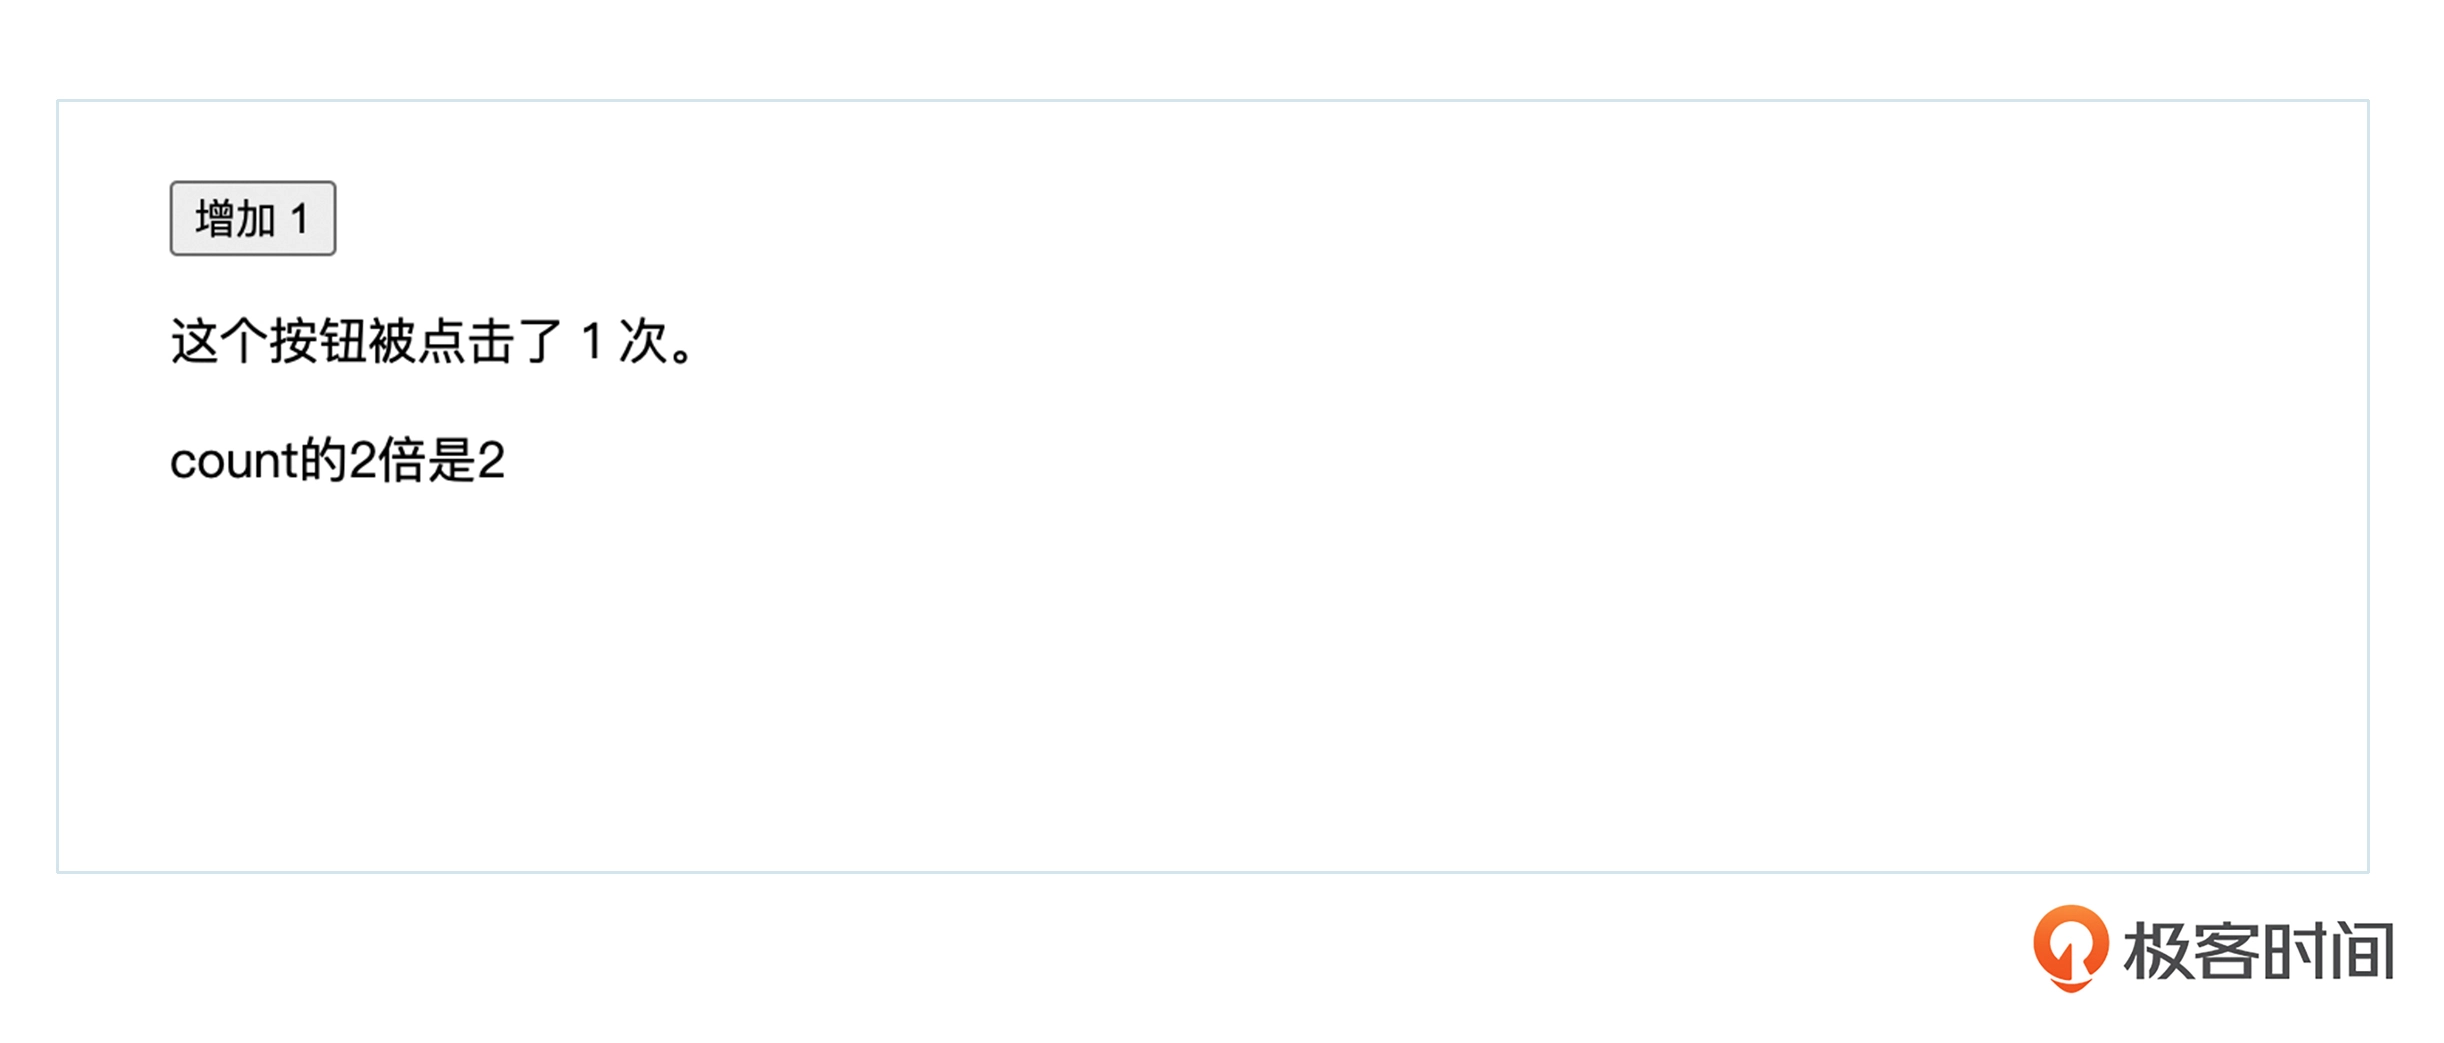 增加 1
这个按钮被点击了 1 次。
count的2倍是2
极客时间